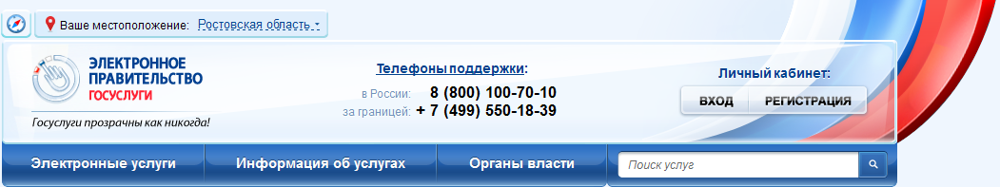 Ваше местоположение: Ростовская область
ЭЛЕКТРОННОЕ
ПРАВИТЕЛЬСТВО
ГОСУСЛУГИ
Госуслуги прозрачны как никогда!
Телефоны поддержки:
в России: 8 (800) 100-70-10
за границей: + 7 (499) 550-18-39
Личный кабинет:
ВХОД РЕГИСТРАЦИЯ
Электронные услуги Информация об услугах Органы власти Поиск услуг